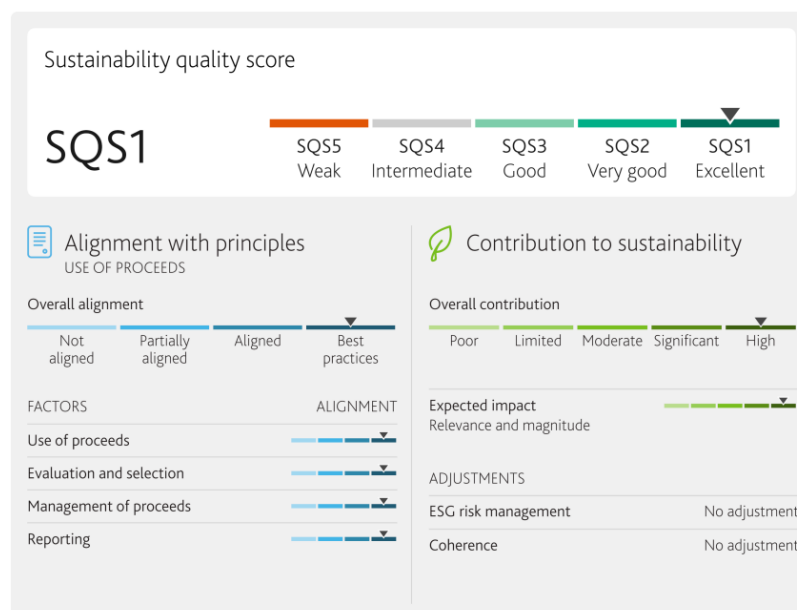 Sustainability quality score
SQS1
SQS5 SQS4 SQS3 SQS2 SQS1
Weak Intermediate Good Very good Excellent
Alignment with principles
USE OF PROCEEDS
Overall alignment
Not aligned
Partially aligned
Aligned
Best practices
FACTORS ALIGNMENT
Use of proceeds
Evaluation and selection
Management of proceeds
Reporting
Contribution to sustainability
Overall contribution
Poor Limited Moderate Significant High
Expected impact
Relevance and magnitude
ADJUSTMENTS
ESG risk management No adjustment
Coherence No adjustment